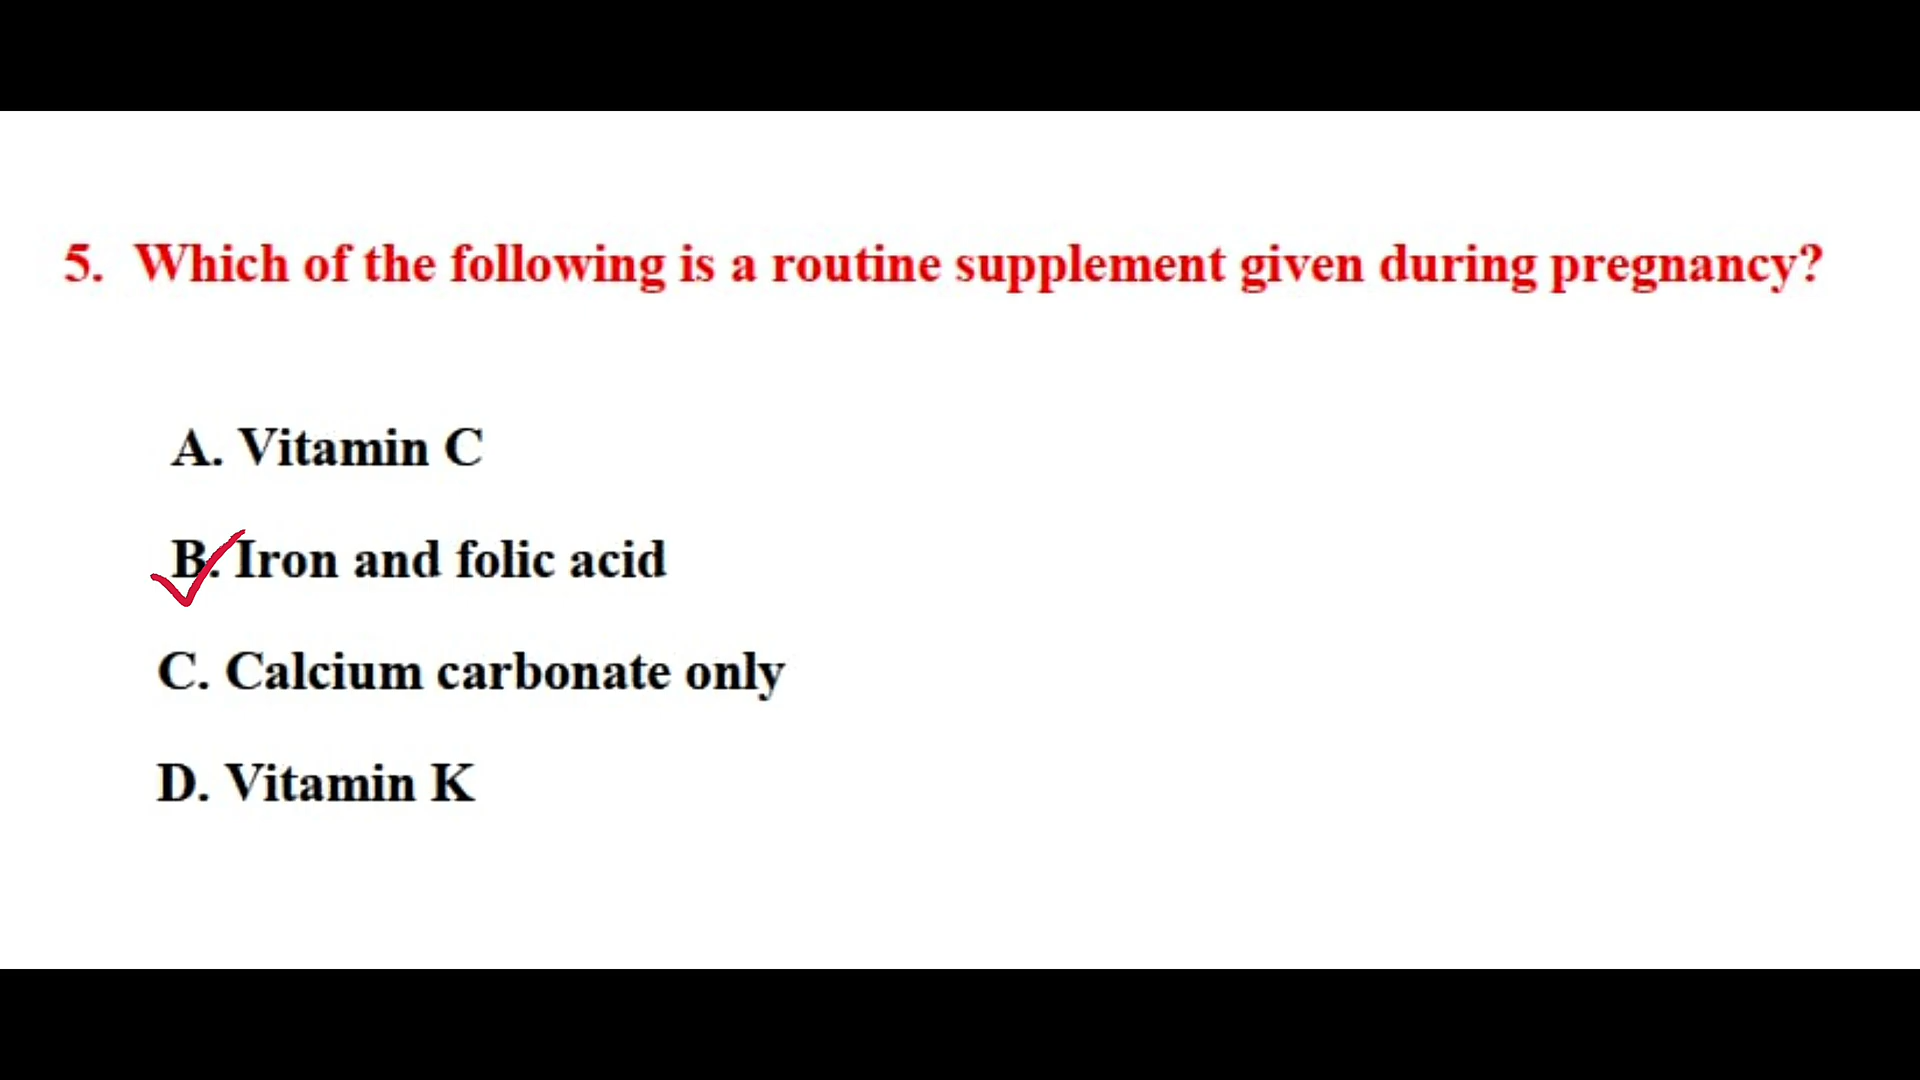 5. Which of the following is a routine supplement given during pregnancy?
A. Vitamin C
B. Iron and folic acid
C. Calcium carbonate only
D. Vitamin K